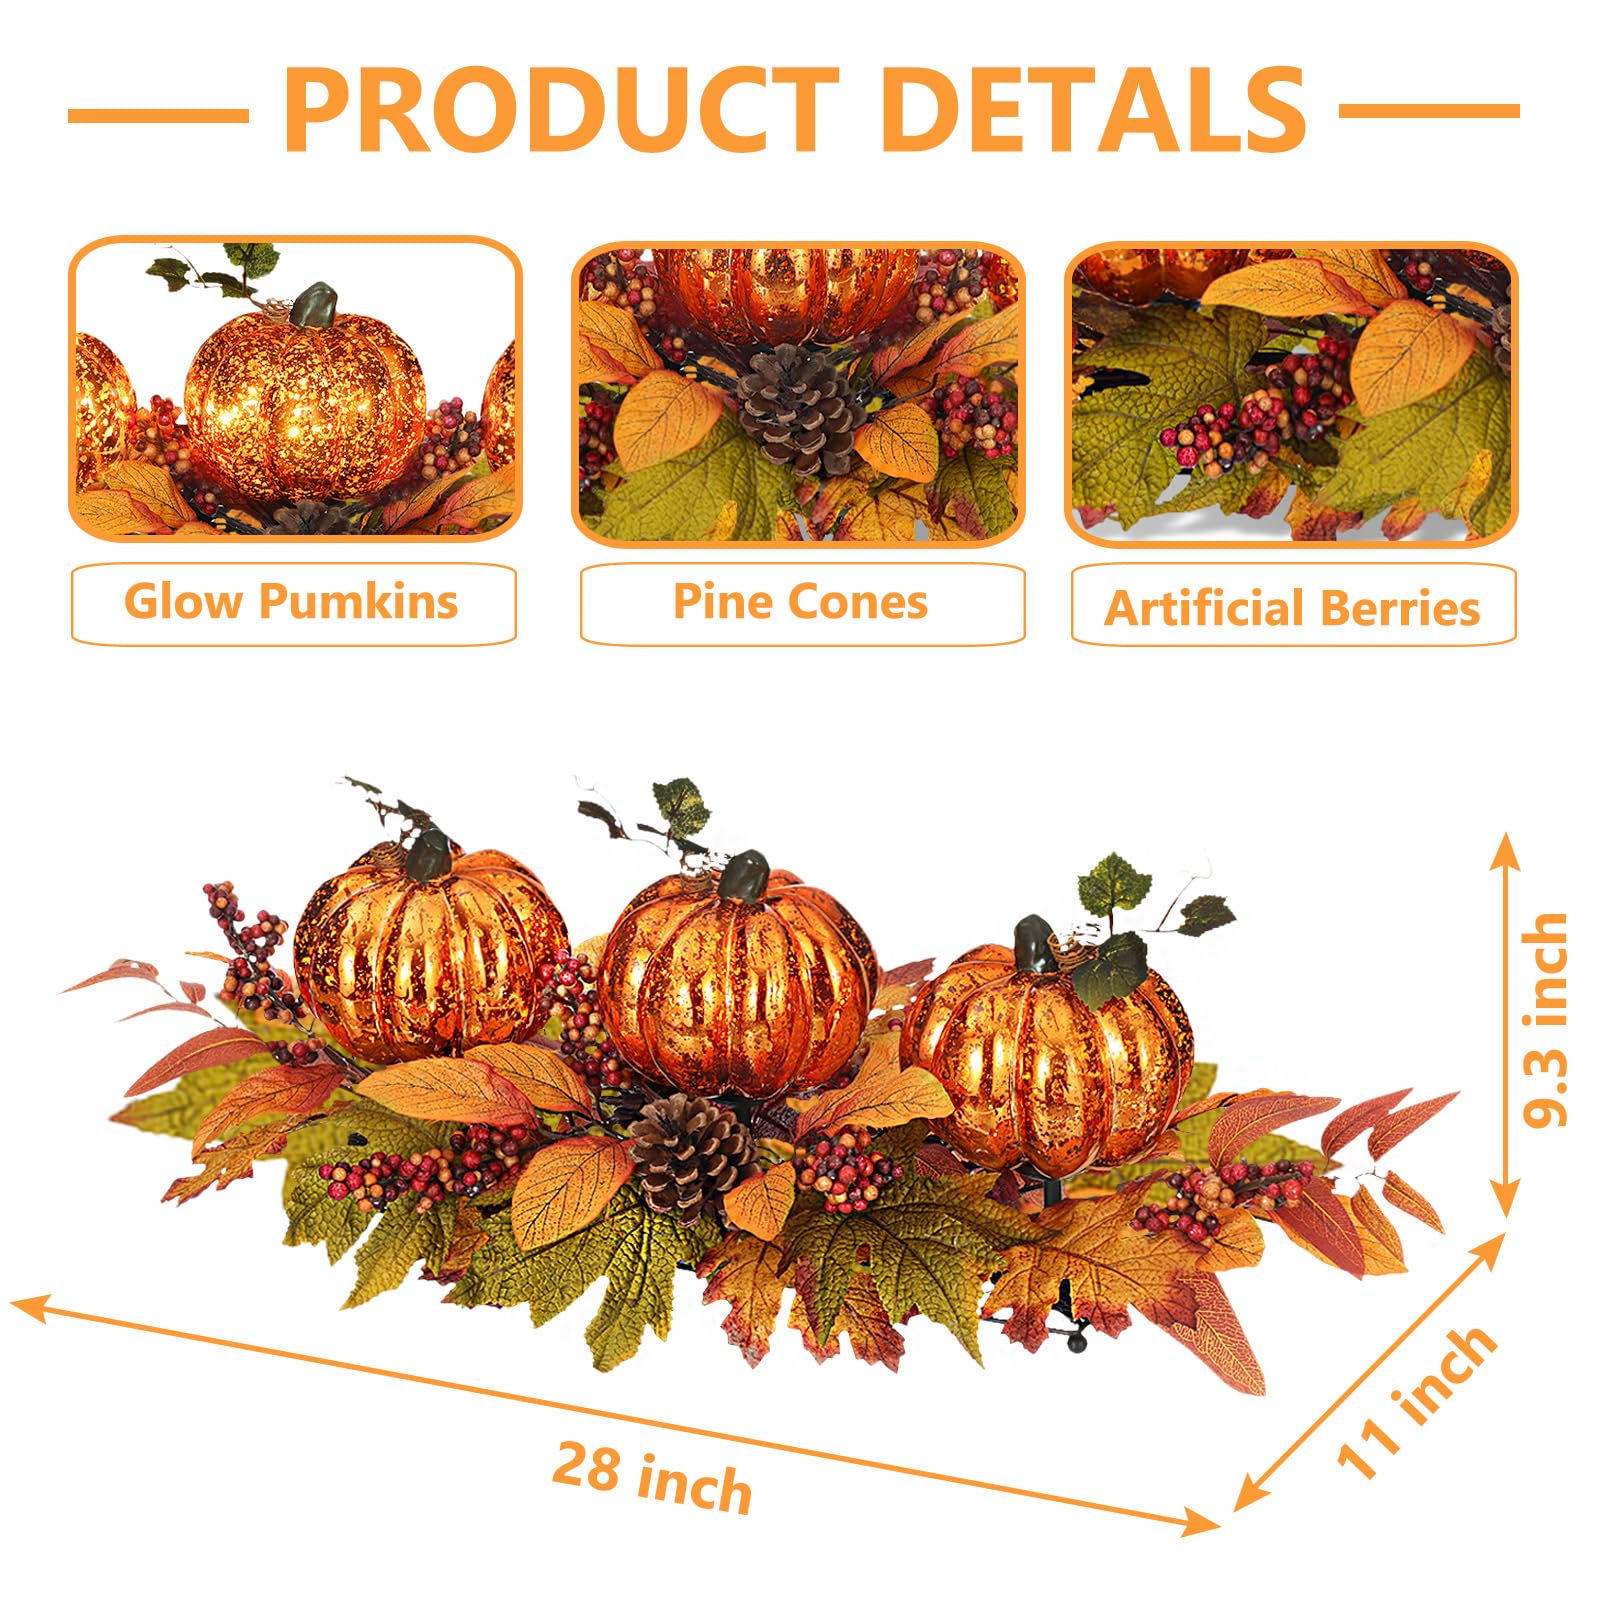 PRODUCT DETALS
Glow Pumkins
Pine Cones
Artificial Berries
9.3 inch
11 inch
28 inch